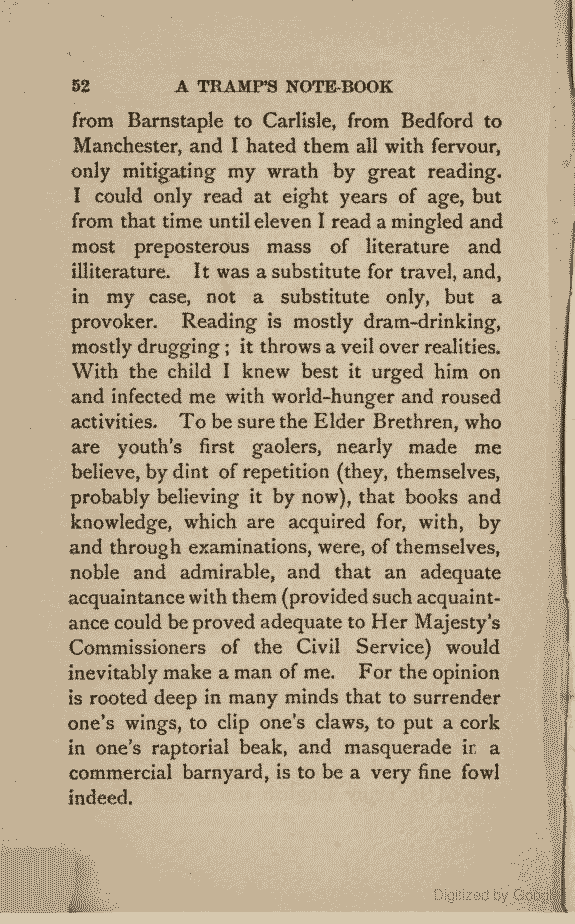 52 A TRAMP'S NOTE-BOOK
from Barnstaple to Carlisle, from Bedford to
Manchester, and I hated them all with fervour,
only mitigating my wrath by great reading.
I could only read at eight years of age, but
from that time until eleven I read a mingled and
most preposterous mass of literature and
illiterature. It was a substitute for travel, and,
in my case, not a substitute only, but a
provoker. Reading is mostly dram-drinking,
mostly drugging; it throws a veil over realities.
With the child I knew best it urged him on
and infected me with world-hunger and roused
activities. To be sure the Elder Brethren, who
are youth's first gaolers, nearly made me
believe, by dint of repetition (they, themselves,
probably believing it by now), that books and
knowledge, which are acquired for, with, by
and through examinations, were, of themselves,
noble and admirable, and that an adequate
acquaintance with them (provided such acquaint-
ance could be proved adequate to Her Majesty's
Commissioners of the Civil Service) would
inevitably make a man of me. For the opinion
is rooted deep in many minds that to surrender
one's wings, to clip one's claws, to put a cork
in one's raptorial beak, and masquerade in a
commercial barnyard, is to be a very fine fowl
indeed.
Digitized by Google